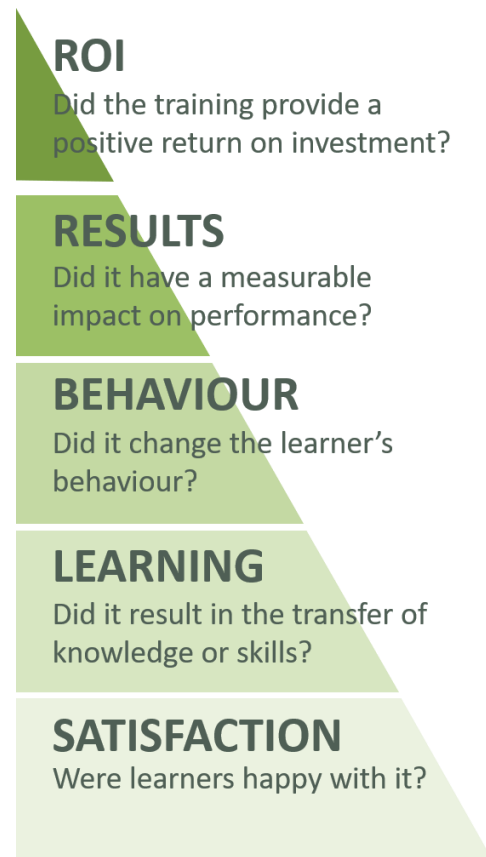 ROI
Did the training provide a
positive return on investment?
RESULTS
Did it have a measurable
impact on performance?
BEHAVIOUR
Did it change the learner’s
behaviour?
LEARNING
Did it result in the transfer of
knowledge or skills?
SATISFACTION
Were learners happy with it?